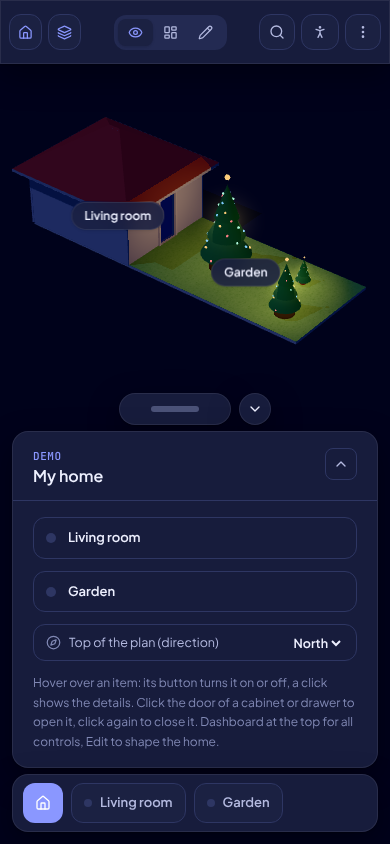 Living room
Garden
DEMO
My home
Living room
Garden
Top of the plan (direction) North
Hover over an item: its button turns it on or off, a click
shows the details. Click the door of a cabinet or drawer to
open it, click again to close it. Dashboard at the top for all
controls, Edit to shape the home.
Living room Garden